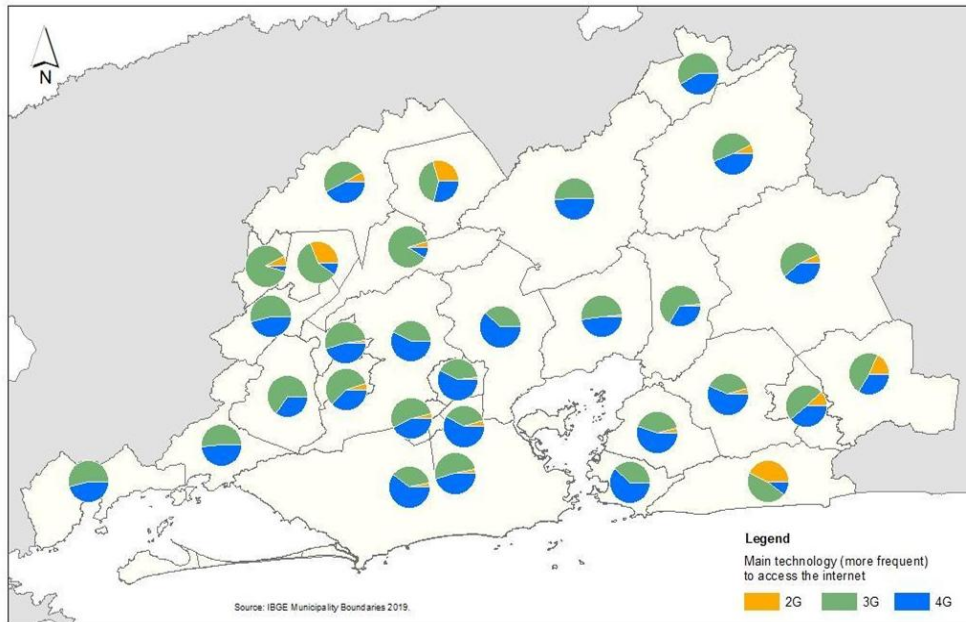 N
Source: IBGE Municipality Boundaries 2019.
Legend
Main technology (more frequent)
to access the internet
2G 3G 4G